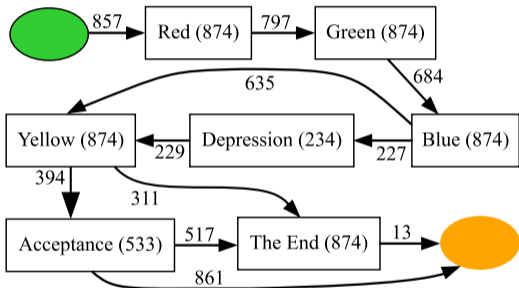 857
Red (874)
797
Green (874)
684
635
Yellow (874)
229
Depression (234)
227
Blue (874)
394
311
Acceptance (533)
517
The End (874)
13
861